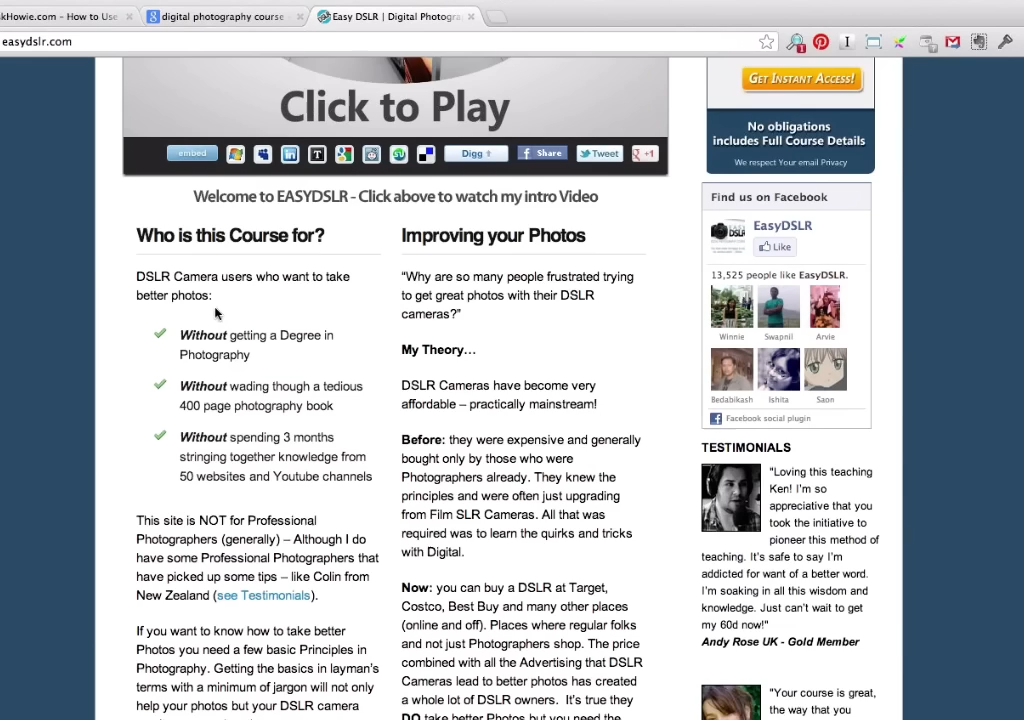 skHowie.com – How to Use
digital photography course
Easy DSLR | Digital Photogra
easydslr.com
Click to Play
embed
Digg
Share
Tweet
+1
Welcome to EASYDSLR - Click above to watch my intro Video
Who is this Course for?
DSLR Camera users who want to take
better photos:
Without getting a Degree in
Photography
Without wading though a tedious
400 page photography book
Without spending 3 months
stringing together knowledge from
50 websites and Youtube channels
This site is NOT for Professional
Photographers (generally) – Although I do
have some Professional Photographers that
have picked up some tips – like Colin from
New Zealand (see Testimonials).
If you want to know how to take better
Photos you need a few basic Principles in
Photography. Getting the basics in layman's
terms with a minimum of jargon will not only
help your photos but your DSLR camera
Improving your Photos
“Why are so many people frustrated trying
to get great photos with their DSLR
cameras?”
My Theory…
DSLR Cameras have become very
affordable – practically mainstream!
Before: they were expensive and generally
bought only by those who were
Photographers already. They knew the
principles and were often just upgrading
from Film SLR Cameras. All that was
required was to learn the quirks and tricks
with Digital.
Now: you can buy a DSLR at Target,
Costco, Best Buy and many other places
(online and off). Places where regular folks
and not just Photographers shop. The price
combined with all the Advertising that DSLR
Cameras lead to better photos has created
a whole lot of DSLR owners. It's true they
DO take better Photos but you need the
GET INSTANT ACCESS!
No obligations
includes Full Course Details
We respect Your email Privacy
Find us on Facebook
EasyDSLR
Like
13,525 people like EasyDSLR.
Winnie Swapnil Arvie
Bedabikash Ishita Saon
Facebook social plugin
TESTIMONIALS
"Loving this teaching
Ken! I'm so
appreciative that you
took the initiative to
pioneer this method of
teaching. It's safe to say I'm
addicted for want of a better word.
I'm soaking in all this wisdom and
knowledge. Just can't wait to get
my 60d now!"
Andy Rose UK - Gold Member
"Your course is great,
the way that you